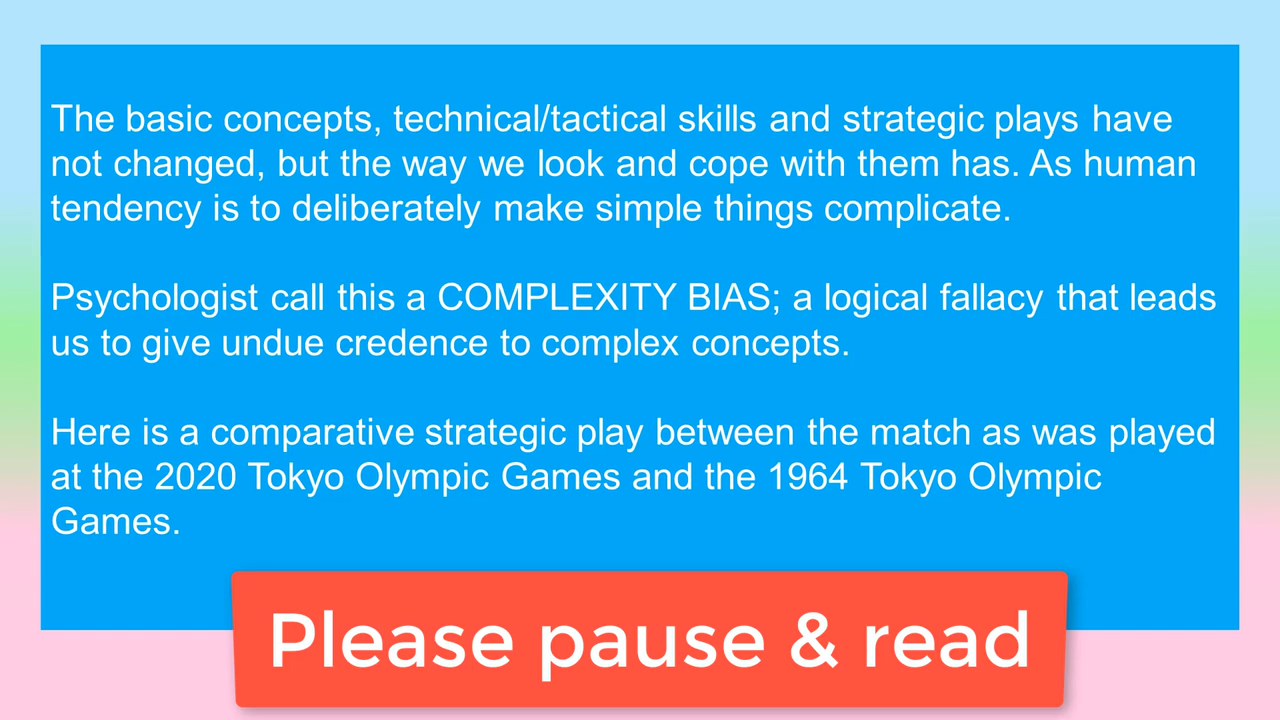 The basic concepts, technical/tactical skills and strategic plays have
not changed, but the way we look and cope with them has. As human
tendency is to deliberately make simple things complicate.
Psychologist call this a COMPLEXITY BIAS; a logical fallacy that leads
us to give undue credence to complex concepts.
Here is a comparative strategic play between the match as was played
at the 2020 Tokyo Olympic Games and the 1964 Tokyo Olympic
Games.
Please pause & read